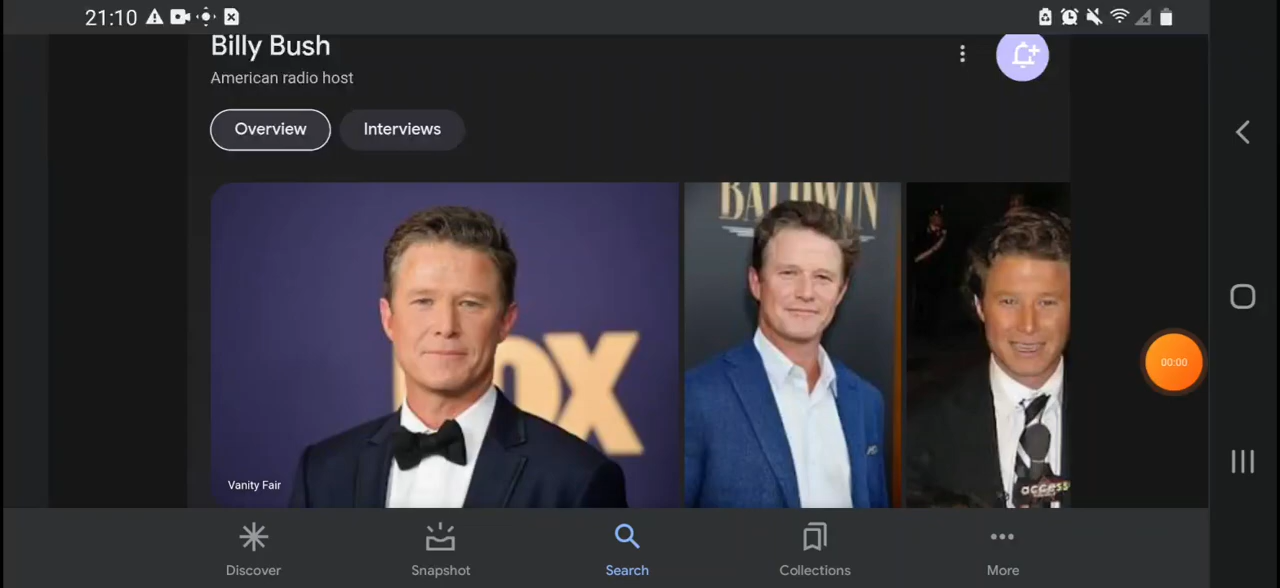 21:10
Billy Bush
American radio host
Overview
Interviews
BALDWIN
FOX
access
Vanity Fair
00:00
Discover
Snapshot
Search
Collections
More